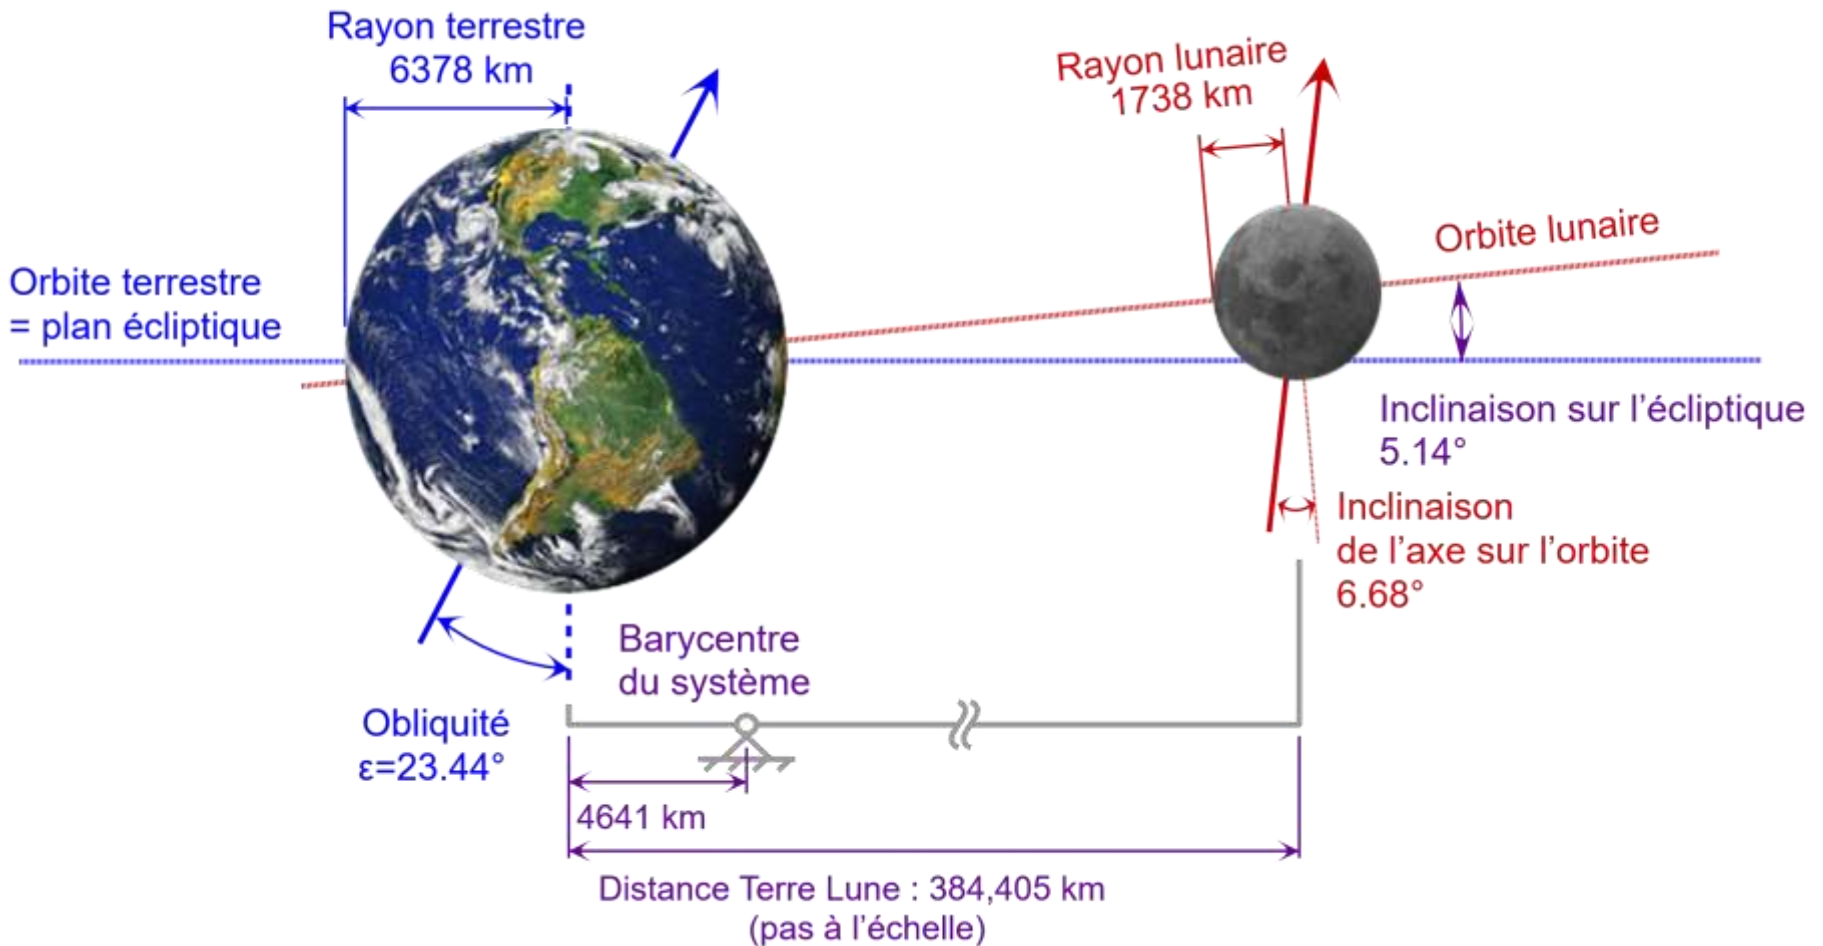 Rayon terrestre
6378 km
Rayon lunaire
1738 km
Orbite lunaire
Orbite terrestre
= plan écliptique
Inclinaison sur l’écliptique
5.14°
Inclinaison
de l’axe sur l’orbite
6.68°
Barycentre
du système
Obliquité
ε=23.44°
4641 km
Distance Terre Lune : 384,405 km
(pas à l’échelle)